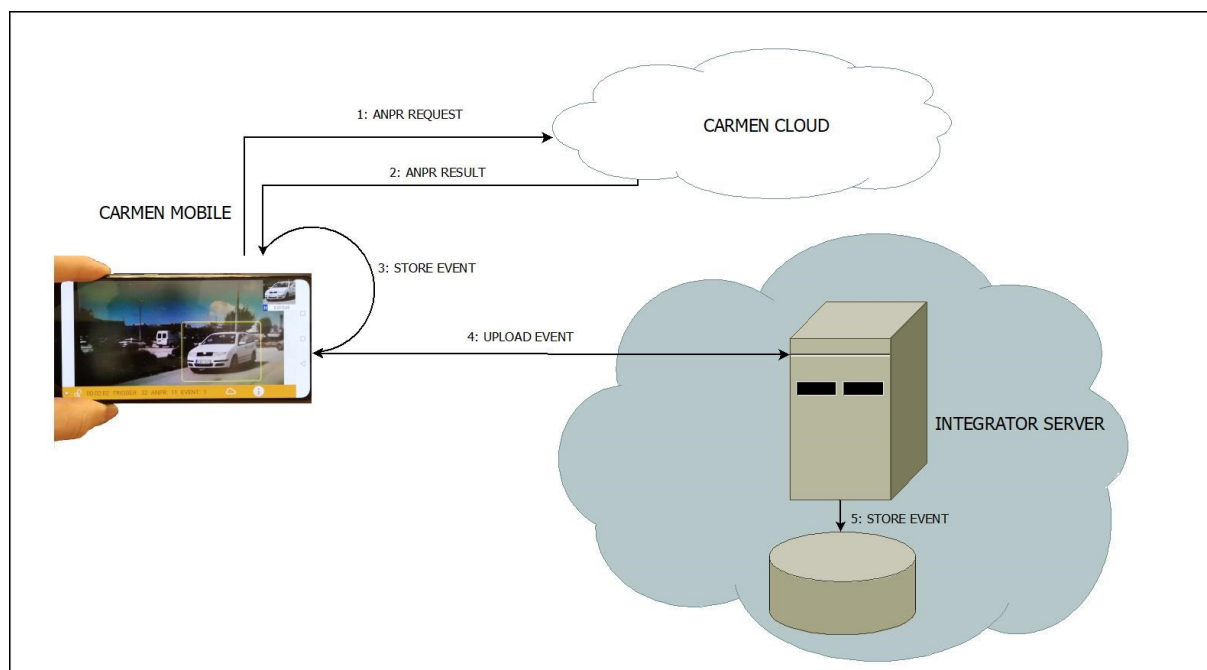 1: ANPR REQUEST
CARMEN CLOUD
2: ANPR RESULT
CARMEN MOBILE
3: STORE EVENT
4: UPLOAD EVENT
INTEGRATOR SERVER
5: STORE EVENT